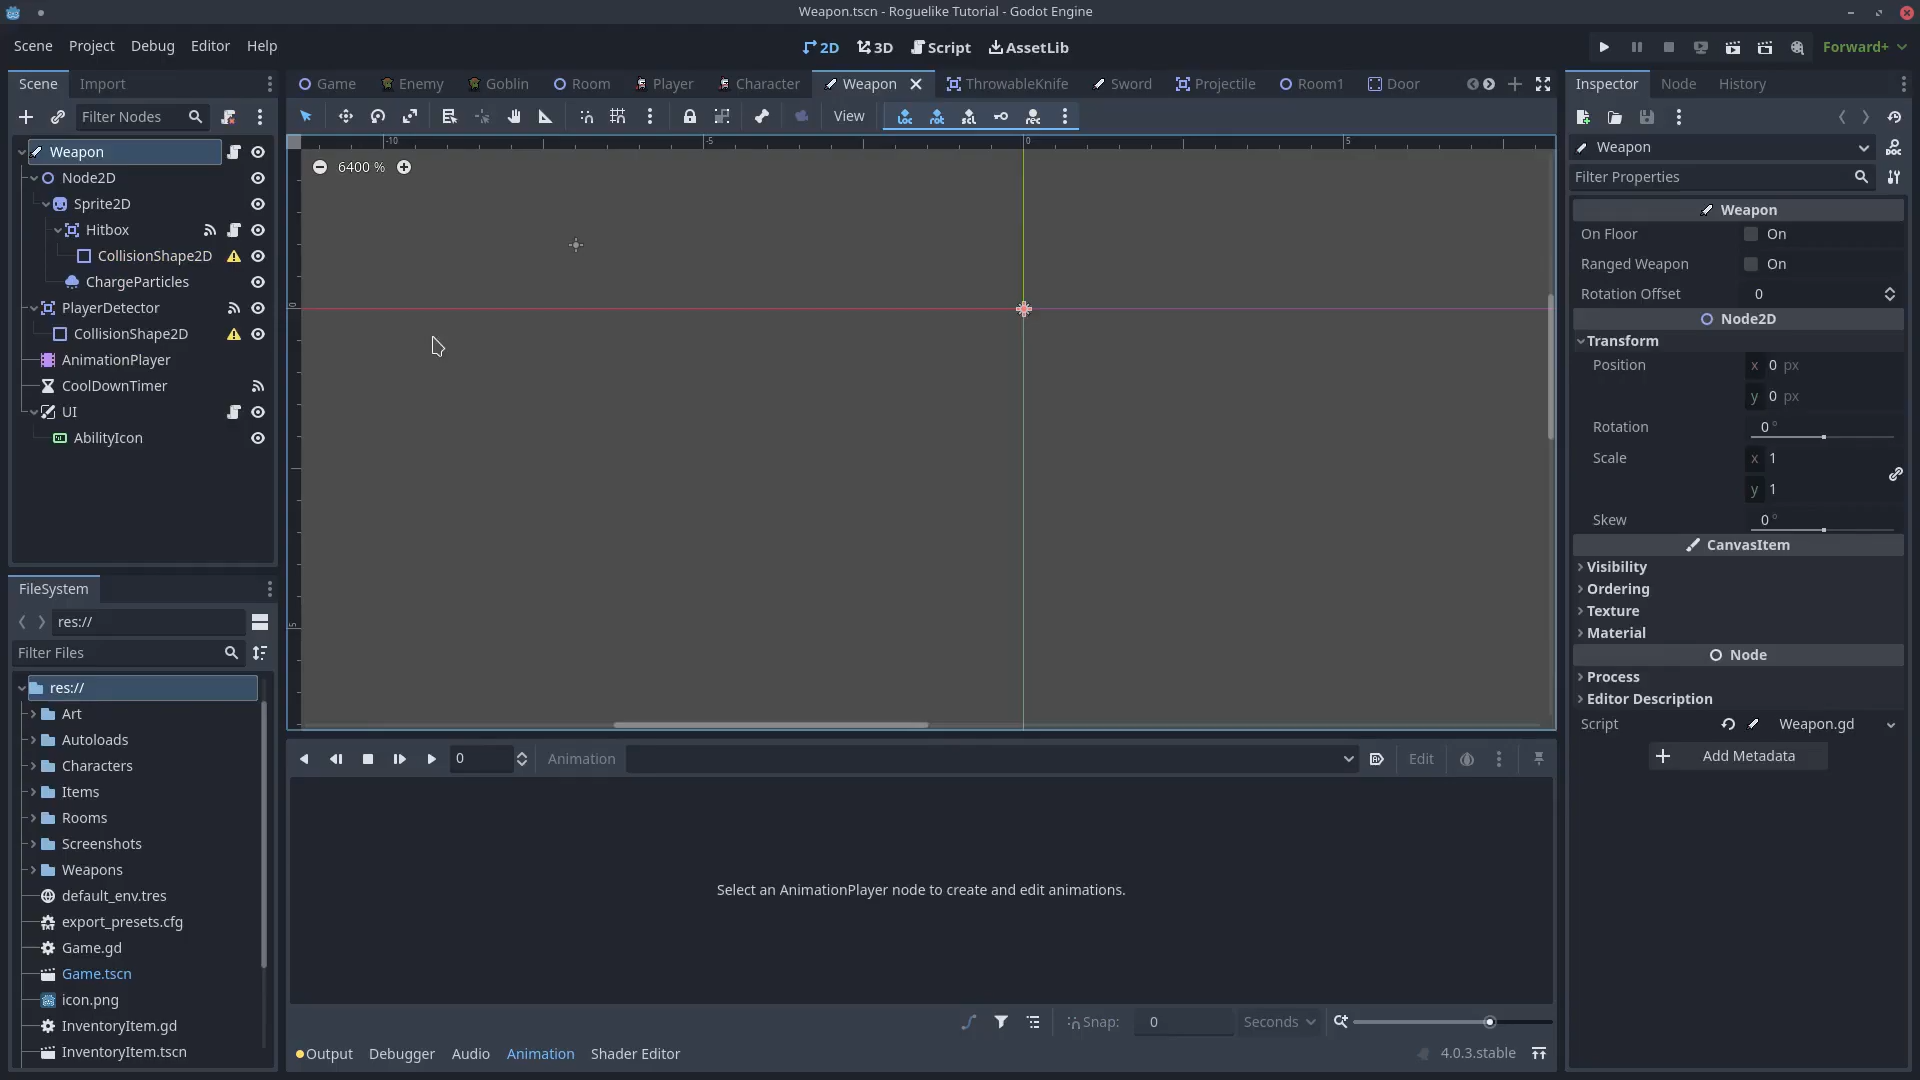 Weapon.tscn - Roguelike Tutorial - Godot Engine
Scene Project Debug Editor Help
2D 3D Script AssetLib
Forward+
Scene Import
Filter Nodes
Weapon
Node2D
Sprite2D
Hitbox
CollisionShape2D
ChargeParticles
PlayerDetector
CollisionShape2D
AnimationPlayer
CoolDownTimer
UI
AbilityIcon
FileSystem
res://
Filter Files
res://
Art
Autoloads
Characters
Items
Rooms
Screenshots
Weapons
default_env.tres
export_presets.cfg
Game.gd
Game.tscn
icon.png
InventoryItem.gd
InventoryItem.tscn
Game Enemy Goblin Room Player Character Weapon ThrowableKnife Sword Projectile Room1 Door
View
-10 -5 0 5
6400 %
0
5
0 Animation Edit
Select an AnimationPlayer node to create and edit animations.
Snap: 0 Seconds
Output Debugger Audio Animation Shader Editor 4.0.3.stable
Inspector Node History
Weapon
Filter Properties
Weapon
On Floor On
Ranged Weapon On
Rotation Offset 0
Node2D
Transform
Position x 0 px
y 0 px
Rotation 0 °
Scale x 1
y 1
Skew 0 °
CanvasItem
Visibility
Ordering
Texture
Material
Node
Process
Editor Description
Script Weapon.gd
Add Metadata